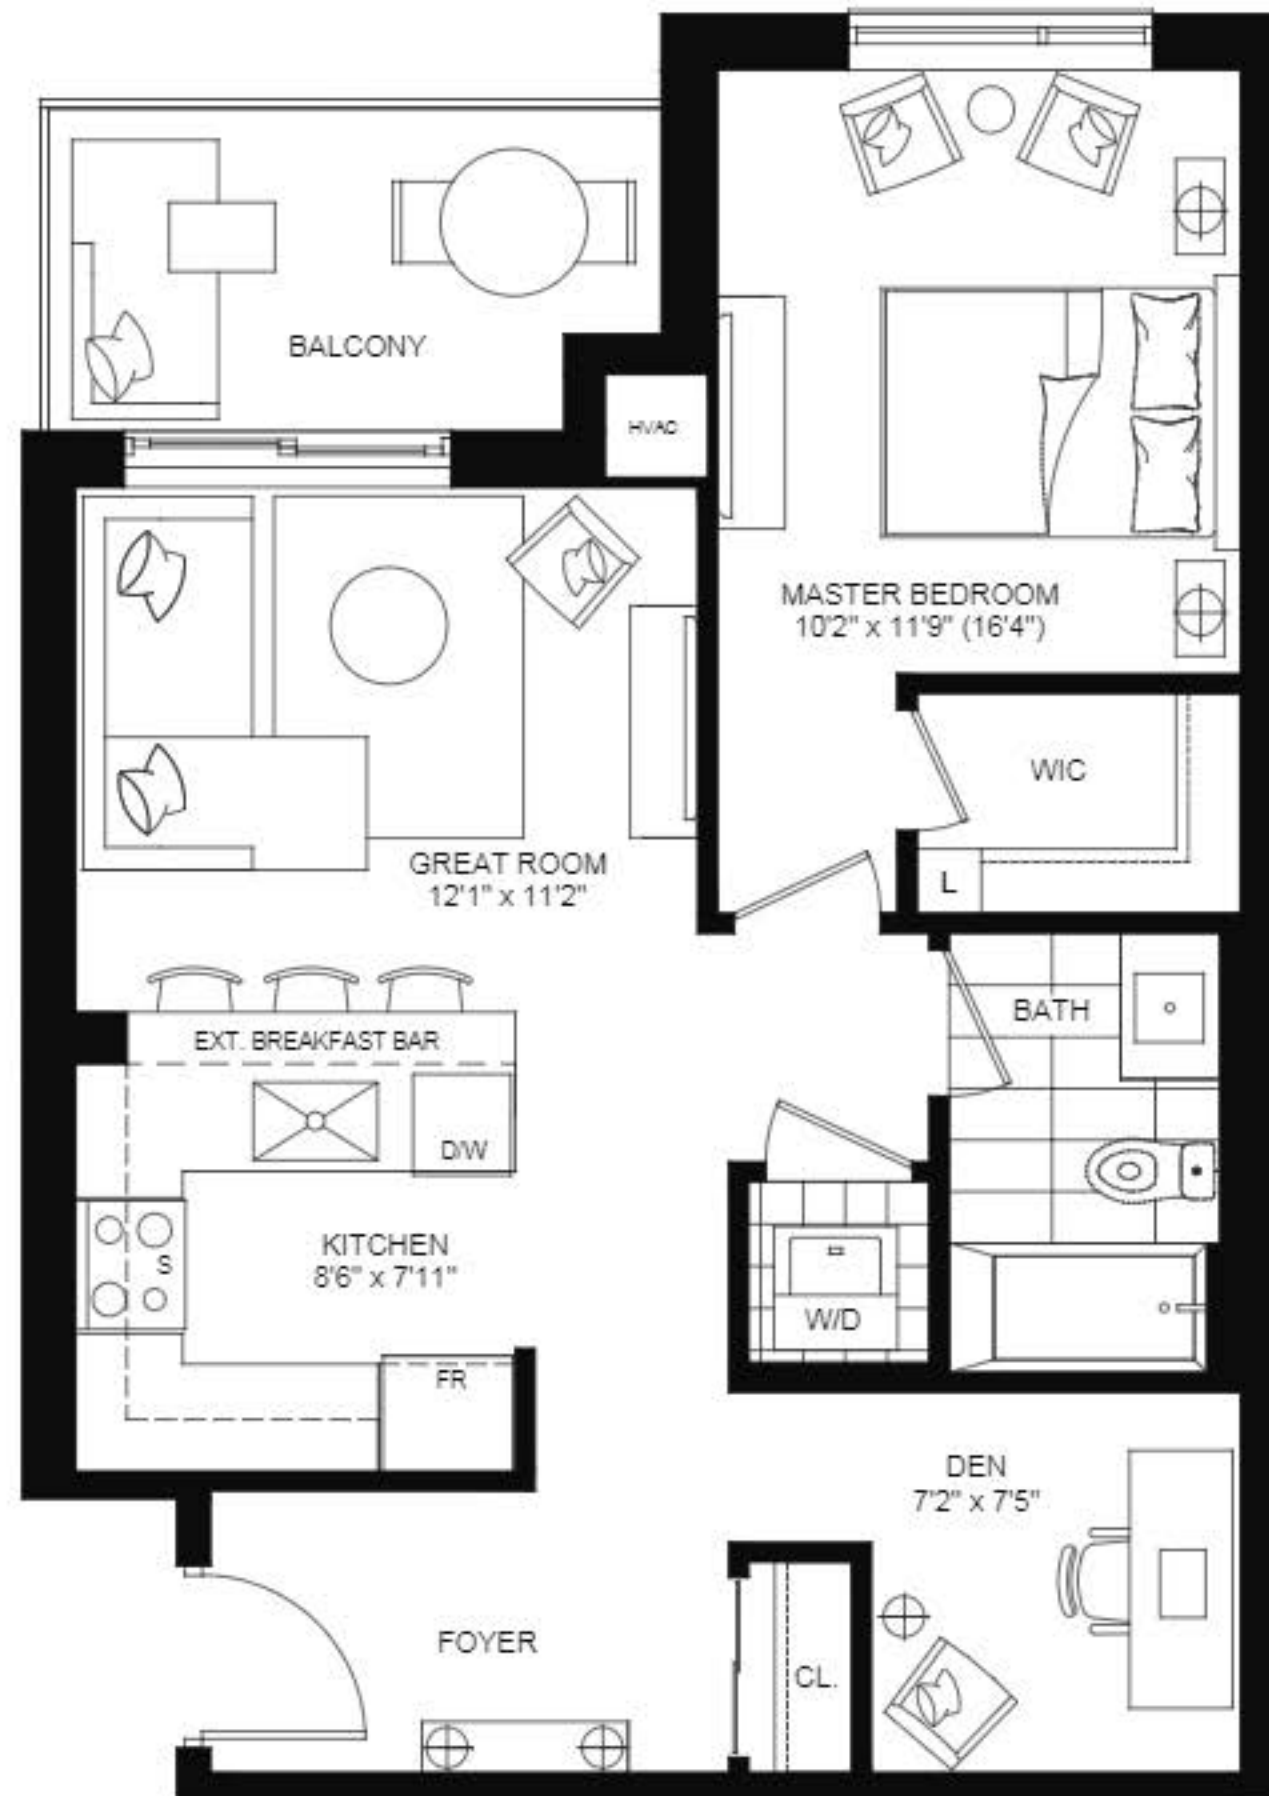 BALCONY
HVAC
MASTER BEDROOM
10'2" x 11'9" (16'4")
WIC
L
GREAT ROOM
12'1" x 11'2"
BATH
EXT. BREAKFAST BAR
D/W
KITCHEN
8'6" x 7'11"
S
W/D
FR
DEN
7'2" x 7'5"
FOYER
CL.